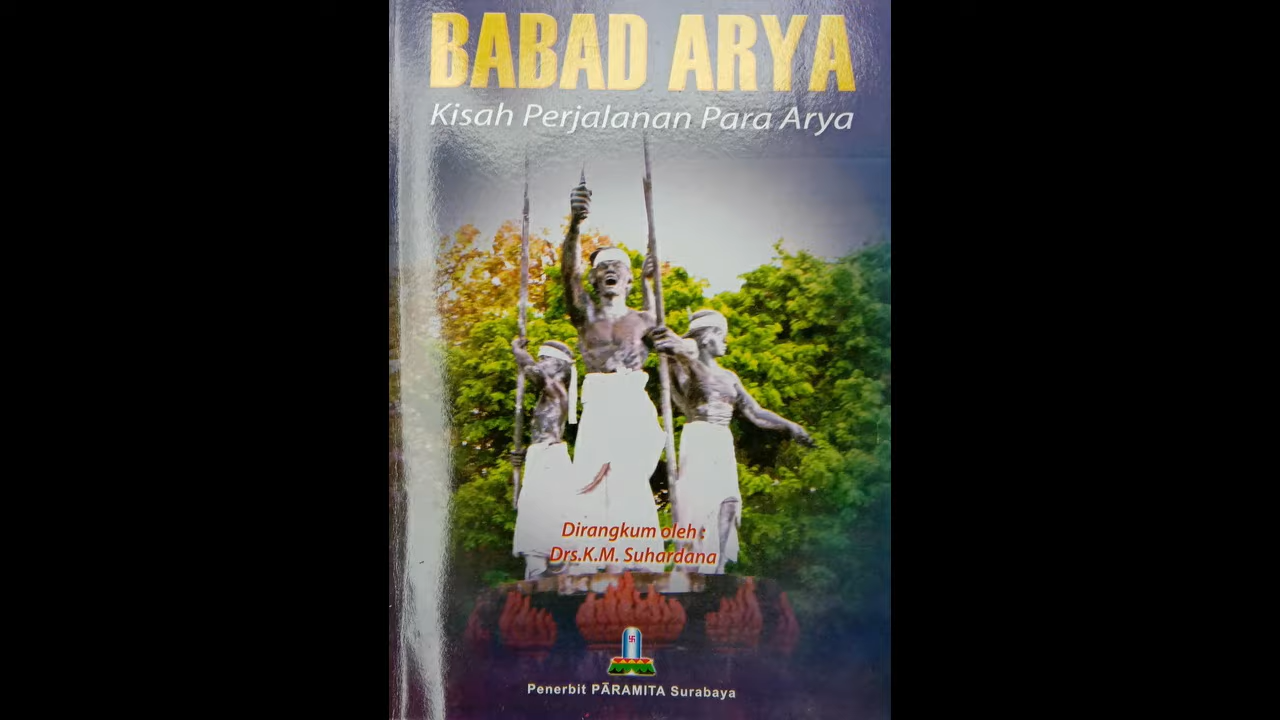 BABAD ARYA
Kisah Perjalanan Para Arya
Dirangkum oleh :
Drs.K.M. Suhardana
Penerbit PĀRAMITA Surabaya